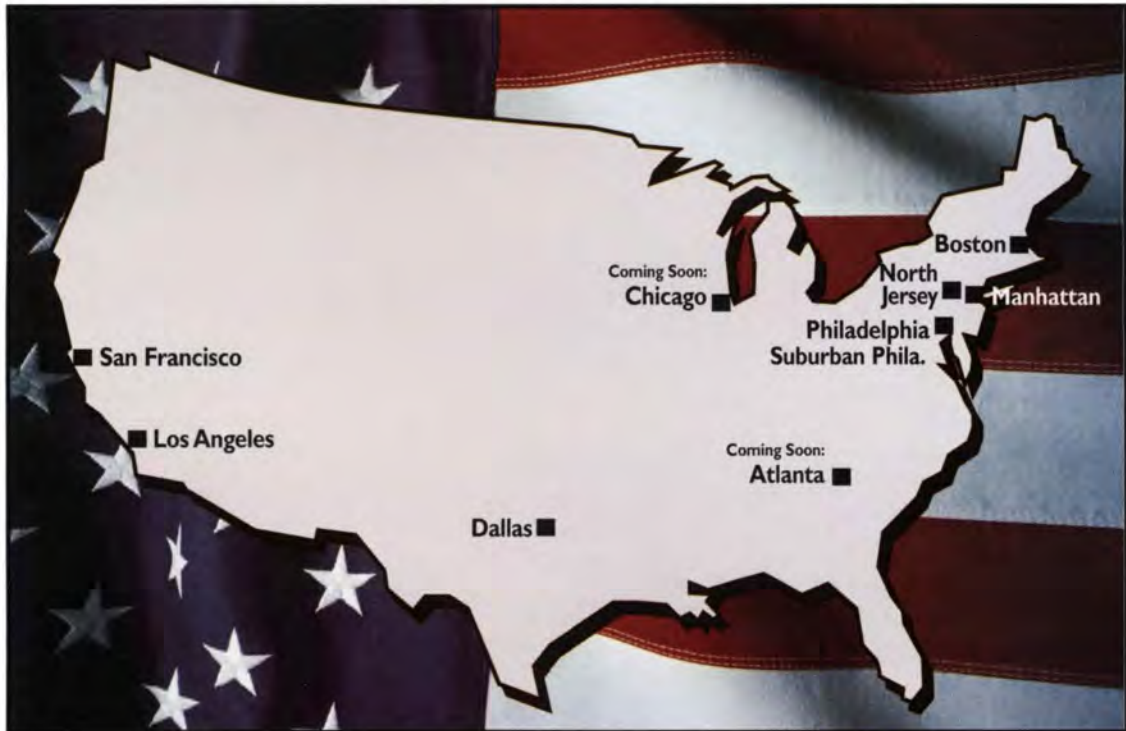 Boston
Coming Soon:
Chicago
North
Jersey
Manhattan
Philadelphia
Suburban Phila.
San Francisco
Los Angeles
Coming Soon:
Atlanta
Dallas